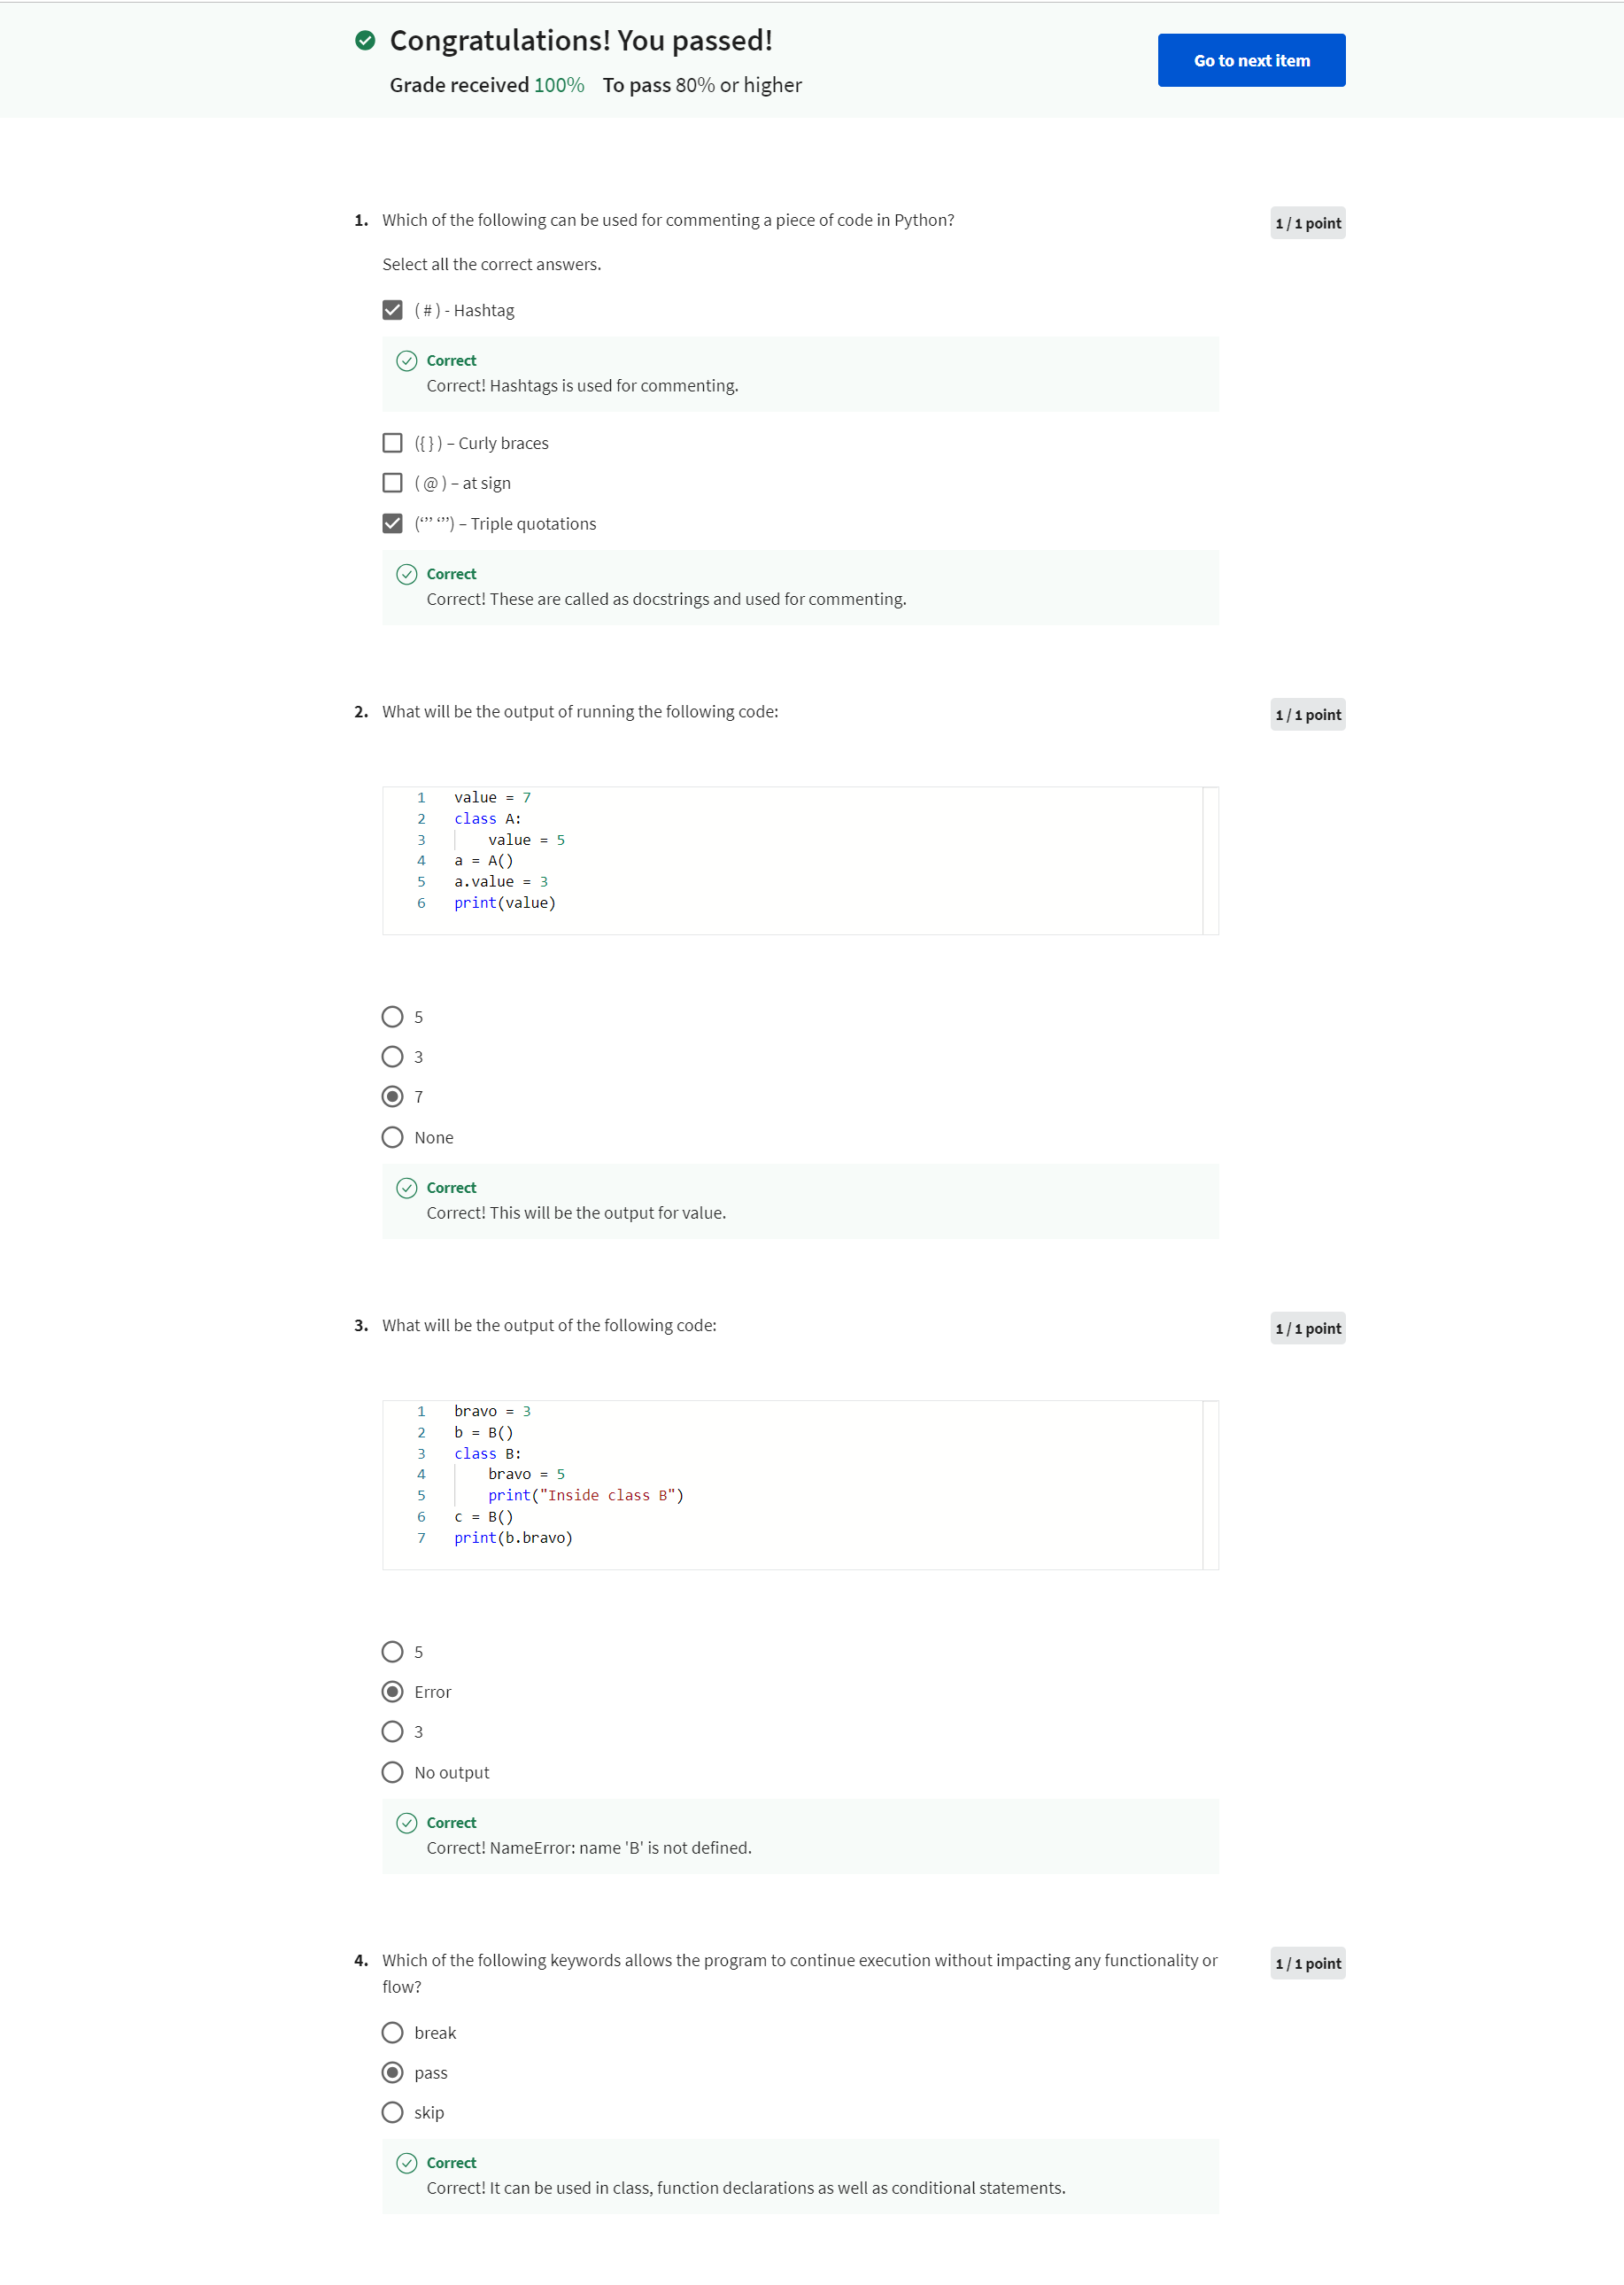 Congratulations! You passed!
Grade received 100% To pass 80% or higher
Go to next item
1. Which of the following can be used for commenting a piece of code in Python?
1 / 1 point
Select all the correct answers.
( # ) - Hashtag
Correct
Correct! Hashtags is used for commenting.
({ } ) – Curly braces
( @ ) – at sign
(‘’’ ‘’’) – Triple quotations
Correct
Correct! These are called as docstrings and used for commenting.
2. What will be the output of running the following code:
1 / 1 point
1 value = 7
2 class A:
3     value = 5
4 a = A()
5 a.value = 3
6 print(value)
5
3
7
None
Correct
Correct! This will be the output for value.
3. What will be the output of the following code:
1 / 1 point
1 bravo = 3
2 b = B()
3 class B:
4     bravo = 5
5     print("Inside class B")
6 c = B()
7 print(b.bravo)
5
Error
3
No output
Correct
Correct! NameError: name 'B' is not defined.
4. Which of the following keywords allows the program to continue execution without impacting any functionality or
flow?
1 / 1 point
break
pass
skip
Correct
Correct! It can be used in class, function declarations as well as conditional statements.